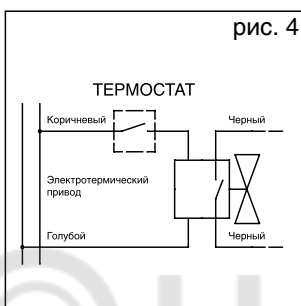 рис. 4
ТЕРМОСТАТ
Коричневый
Черный
Электротермический
привод
Голубой
Черный